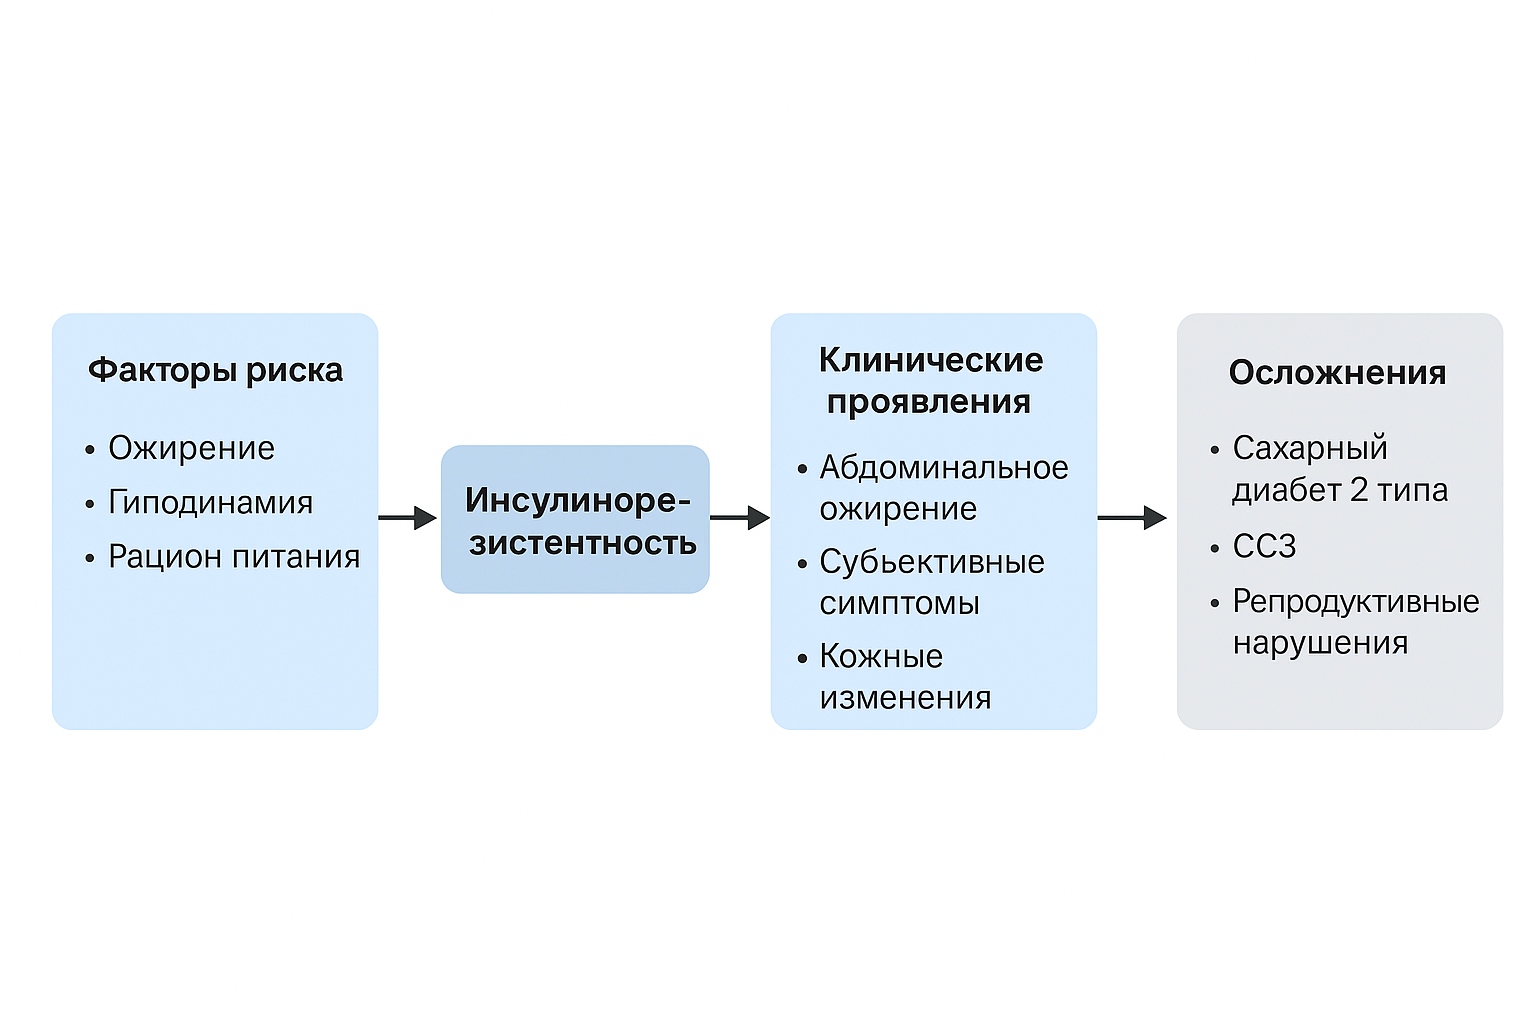 Факторы риска
• Ожирение
• Гиподинамия
• Рацион питания
Инсулиноре-
зистентность
Клинические
проявления
• Абдоминальное
ожирение
• Субьективные
симптомы
• Кожные
изменения
Осложнения
• Сахарный
диабет 2 типа
• ССЗ
• Репродуктивные
нарушения